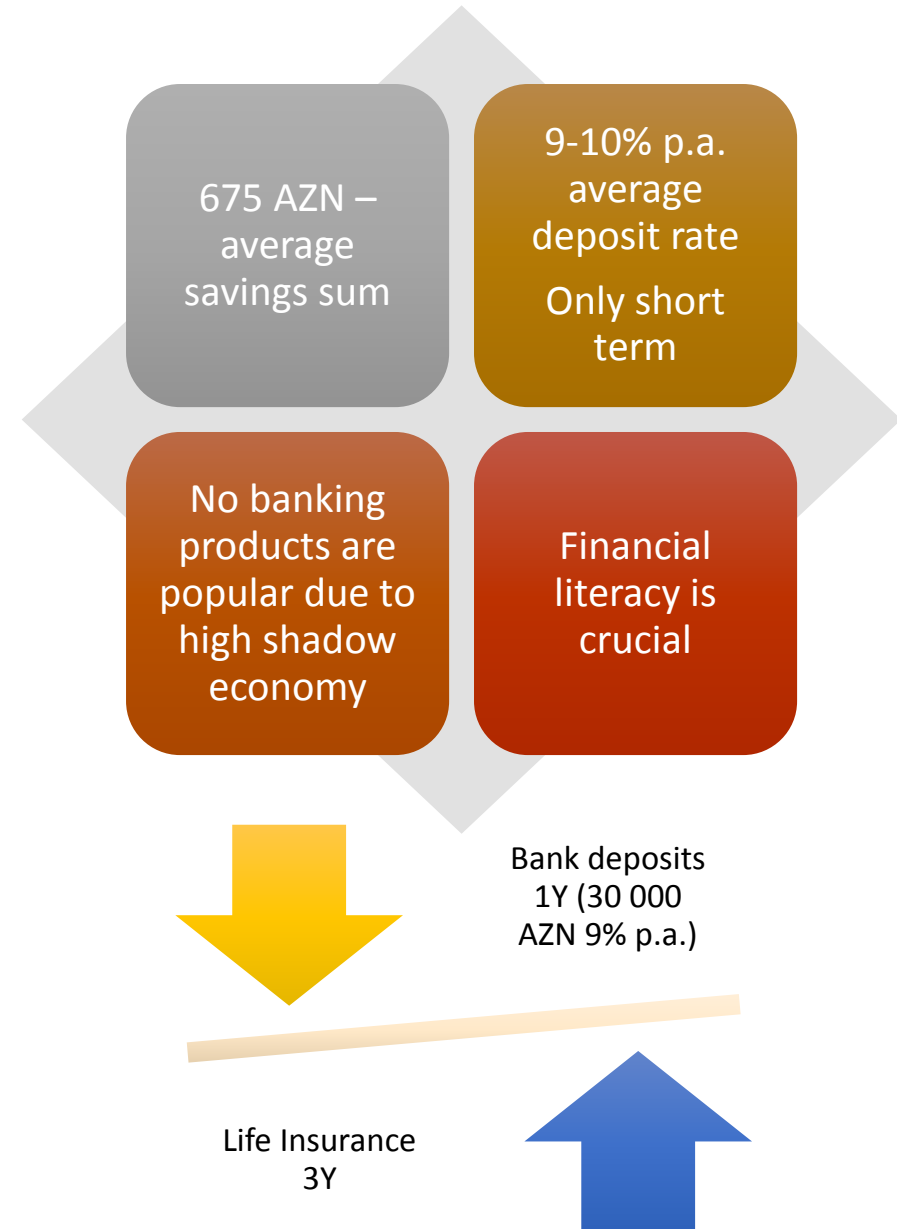 675 AZN –
average
savings sum
9-10% p.a.
average
deposit rate
Only short
term
No banking
products are
popular due to
high shadow
economy
Financial
literacy is
crucial
Bank deposits
1Y (30 000
AZN 9% p.a.)
Life Insurance
3Y